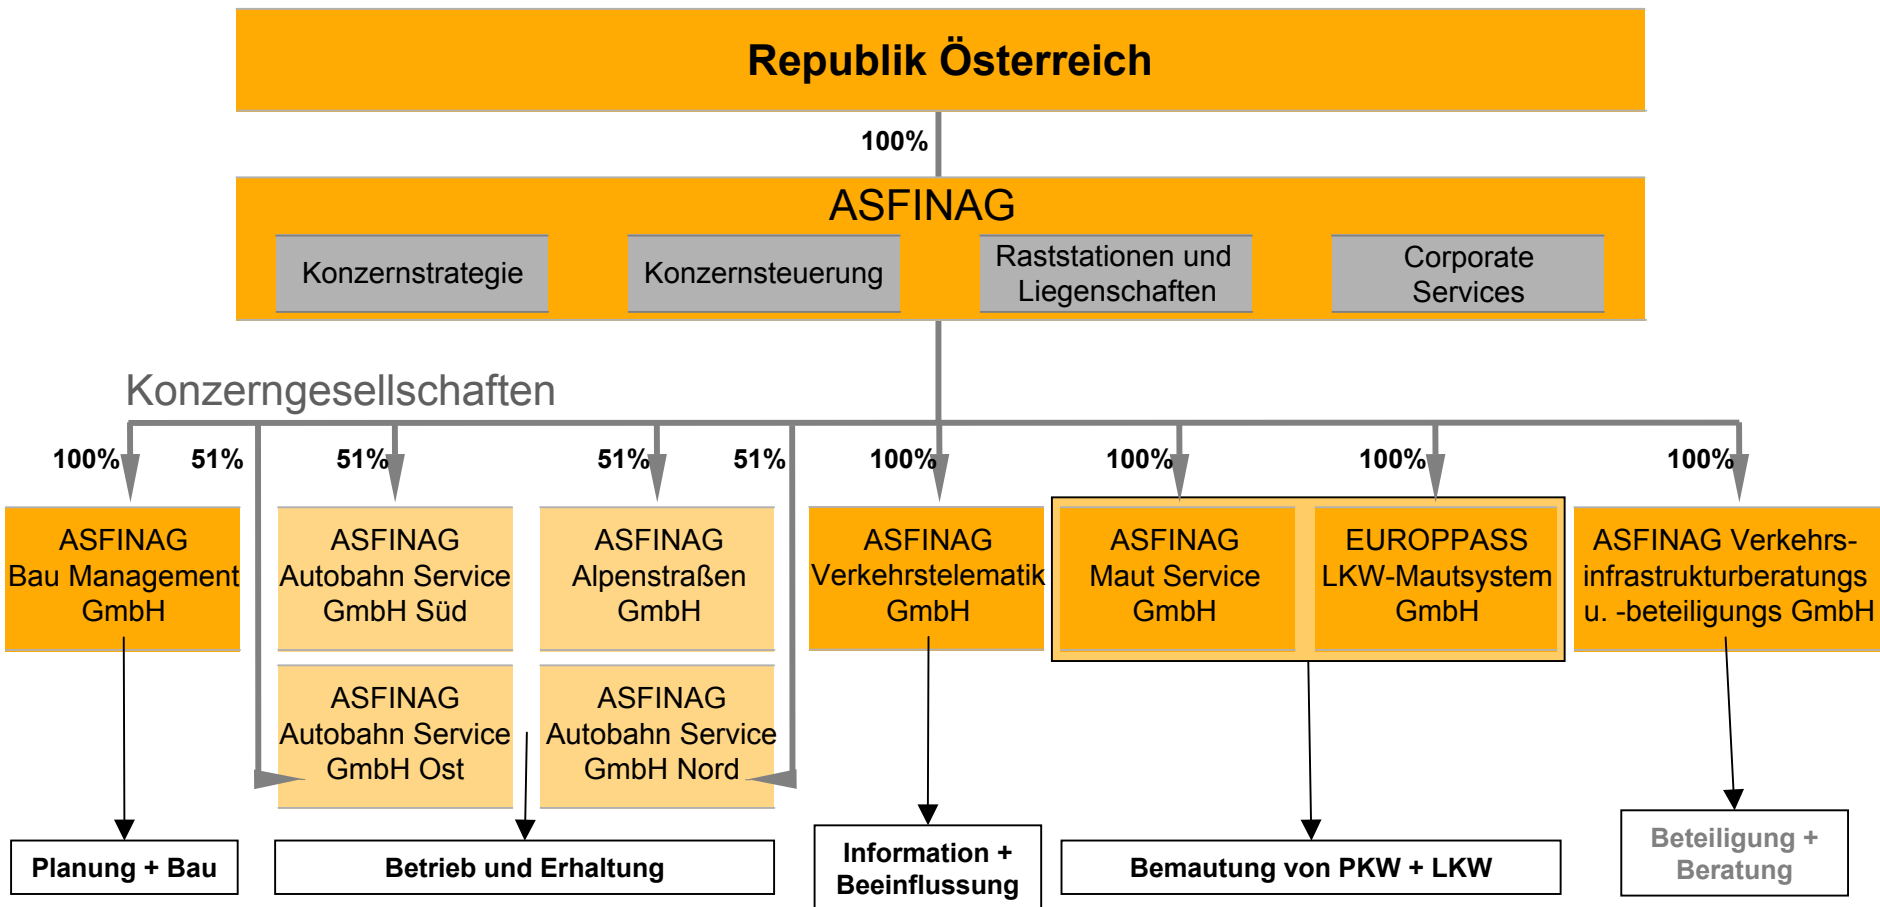 Republik Österreich
100%
ASFINAG
Konzernstrategie
Konzernsteuerung
Raststationen und
Liegenschaften
Corporate
Services
Konzerngesellschaften
100%
51%
51%
51%
51%
100%
100%
100%
100%
ASFINAG
Bau Management
GmbH
ASFINAG
Autobahn Service
GmbH Süd
ASFINAG
Alpenstraßen
GmbH
ASFINAG
Verkehrstelematik
GmbH
ASFINAG
Maut Service
GmbH
EUROPPASS
LKW-Mautsystem
GmbH
ASFINAG Verkehrs-
infrastrukturberatungs
u. -beteiligungs GmbH
ASFINAG
Autobahn Service
GmbH Ost
ASFINAG
Autobahn Service
GmbH Nord
Planung + Bau
Betrieb und Erhaltung
Information +
Beeinflussung
Bemautung von PKW + LKW
Beteiligung +
Beratung